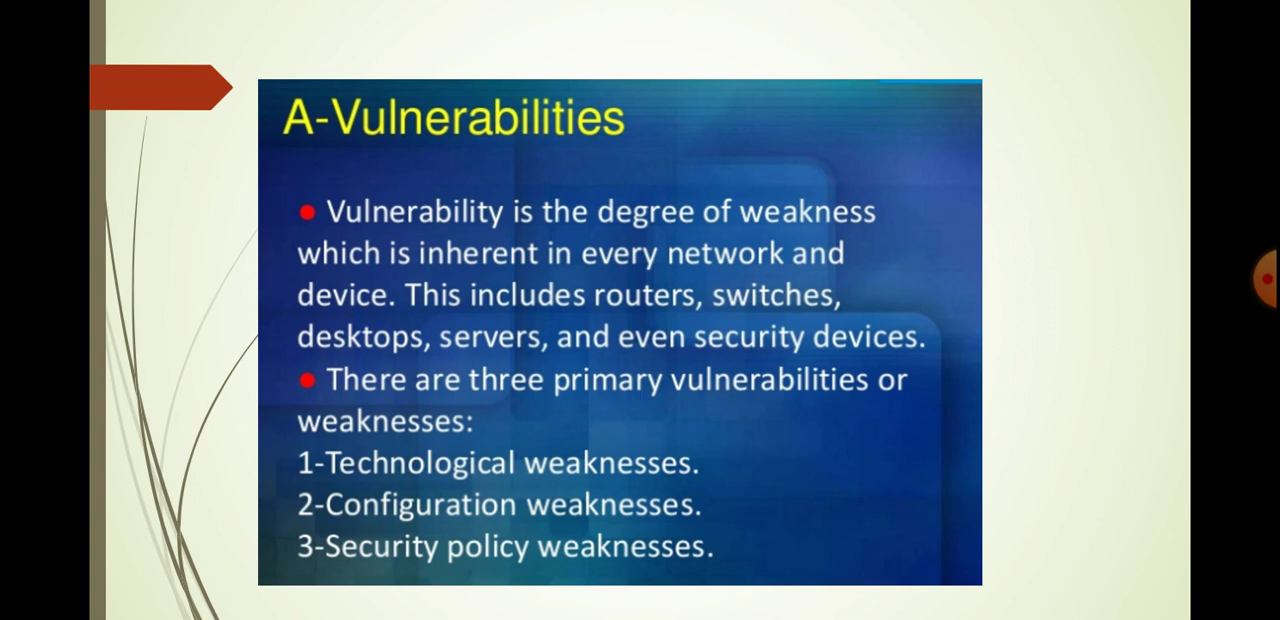 A-Vulnerabilities
● Vulnerability is the degree of weakness
which is inherent in every network and
device. This includes routers, switches,
desktops, servers, and even security devices.
● There are three primary vulnerabilities or
weaknesses:
1-Technological weaknesses.
2-Configuration weaknesses.
3-Security policy weaknesses.